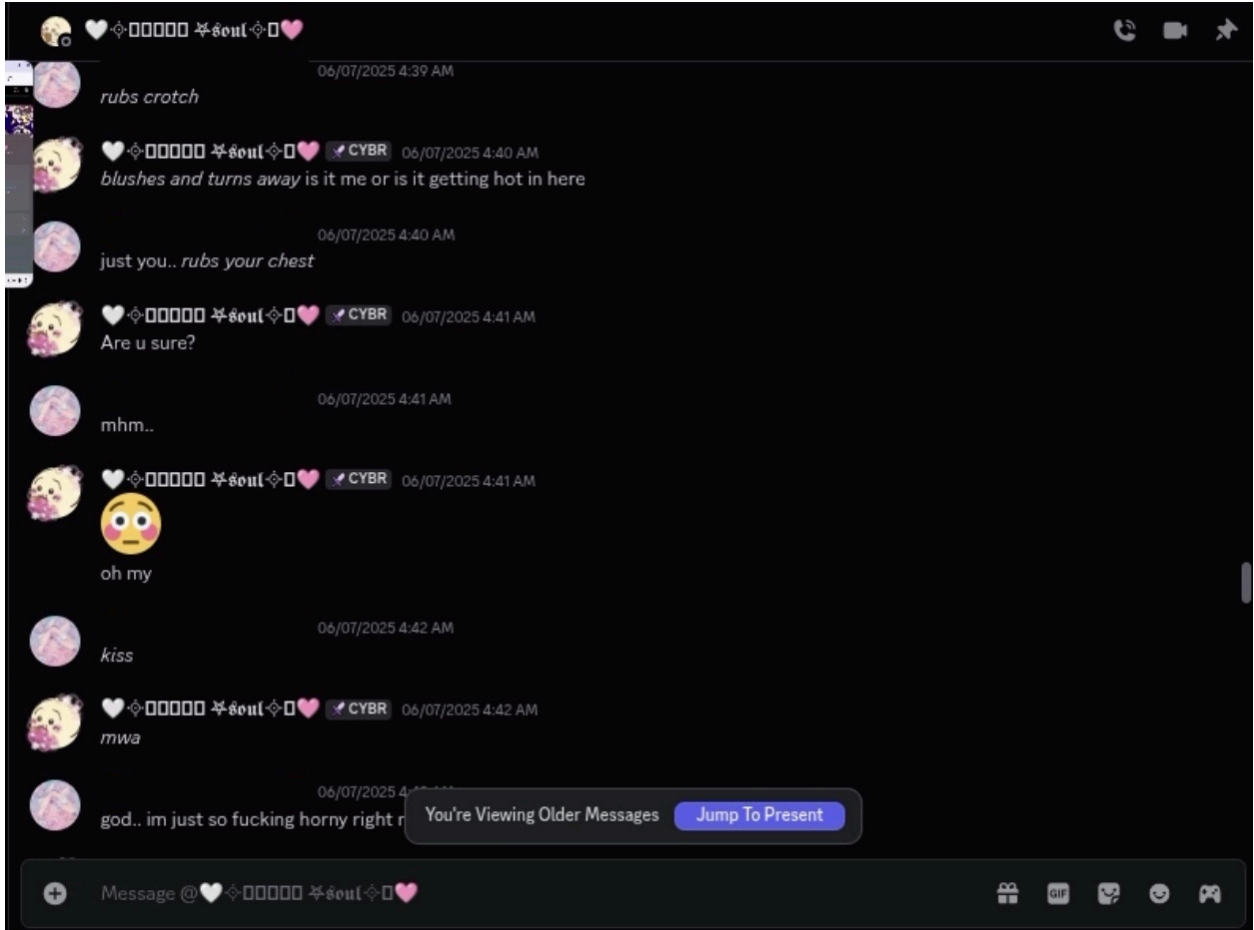 🤍⟡▯▯▯▯▯ ⛧𝖘𝖔𝖚𝖑⟡▯🩷
06/07/2025 4:39 AM
rubs crotch
🤍⟡▯▯▯▯▯ ⛧𝖘𝖔𝖚𝖑⟡▯🩷 CYBR 06/07/2025 4:40 AM
blushes and turns away is it me or is it getting hot in here
06/07/2025 4:40 AM
just you.. rubs your chest
🤍⟡▯▯▯▯▯ ⛧𝖘𝖔𝖚𝖑⟡▯🩷 CYBR 06/07/2025 4:41 AM
Are u sure?
06/07/2025 4:41 AM
mhm..
🤍⟡▯▯▯▯▯ ⛧𝖘𝖔𝖚𝖑⟡▯🩷 CYBR 06/07/2025 4:41 AM
😳
oh my
06/07/2025 4:42 AM
kiss
🤍⟡▯▯▯▯▯ ⛧𝖘𝖔𝖚𝖑⟡▯🩷 CYBR 06/07/2025 4:42 AM
mwa
06/07/2025
god.. im just so fucking horny right
You're Viewing Older Messages Jump To Present
Message @🤍⟡▯▯▯▯▯ ⛧𝖘𝖔𝖚𝖑⟡▯🩷
GIF